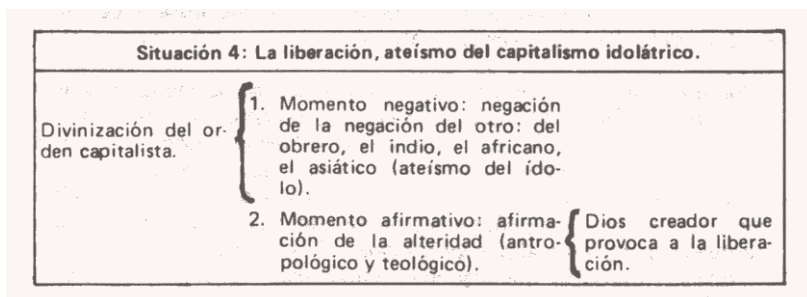 Situación 4: La liberación, ateísmo del capitalismo idolátrico.
Divinización del or-
den capitalista.
1. Momento negativo: negación
de la negación del otro: del
obrero, el indio, el africano,
el asiático (ateísmo del ído-
lo).
2. Momento afirmativo: afirma-
ción de la alteridad (antro-
pológico y teológico).
Dios creador que
provoca a la libera-
ción.